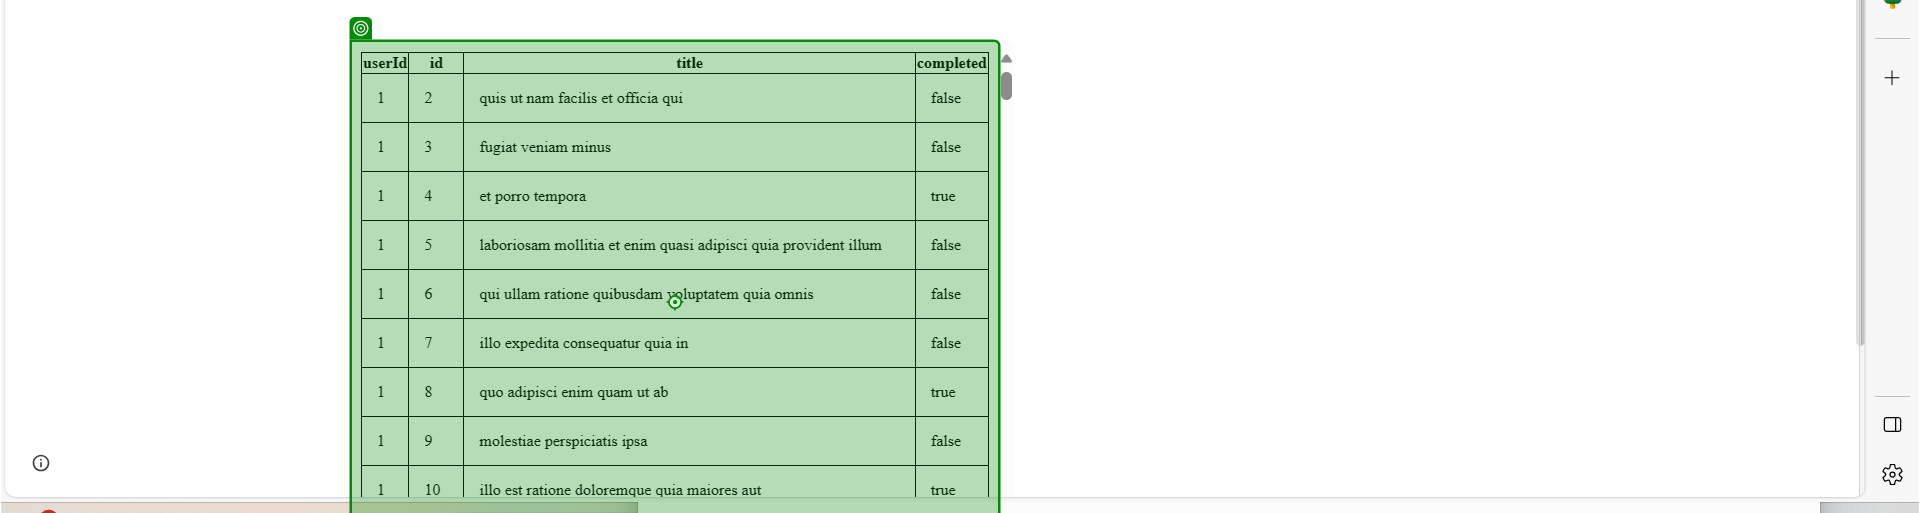 userId id title completed
1 2 quis ut nam facilis et officia qui false
1 3 fugiat veniam minus false
1 4 et porro tempora true
1 5 laboriosam mollitia et enim quasi adipisci quia provident illum false
1 6 qui ullam ratione quibusdam voluptatem quia omnis false
1 7 illo expedita consequatur quia in false
1 8 quo adipisci enim quam ut ab true
1 9 molestiae perspiciatis ipsa false
1 10 illo est ratione doloremque quia maiores aut true